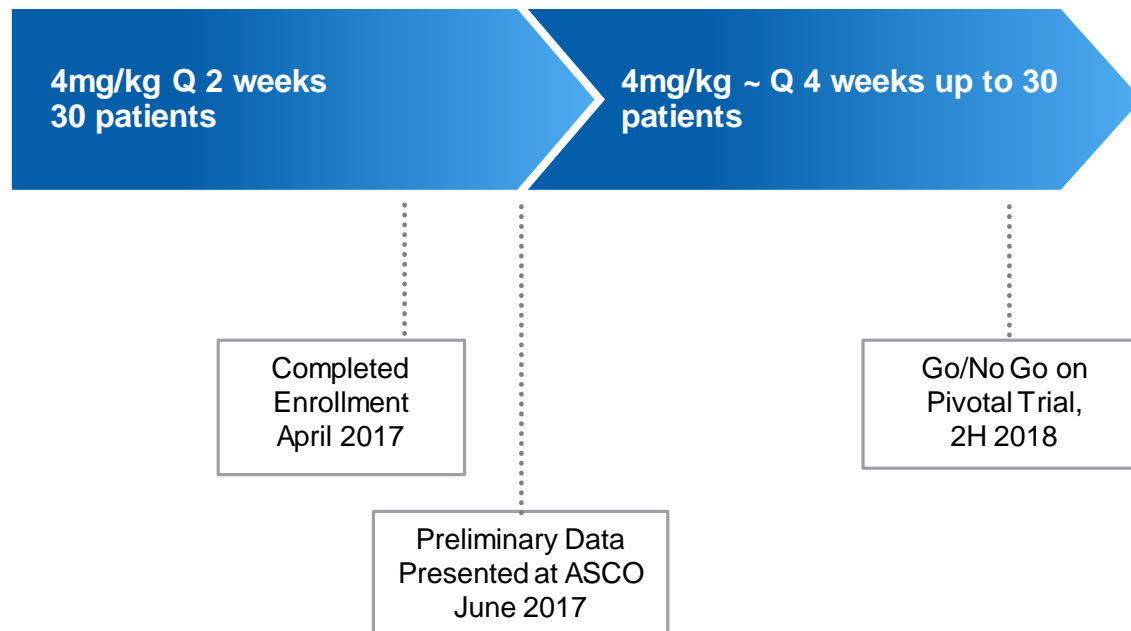 4mg/kg Q 2 weeks
30 patients
4mg/kg ~ Q 4 weeks up to 30
patients
Completed
Enrollment
April 2017
Preliminary Data
Presented at ASCO
June 2017
Go/No Go on
Pivotal Trial,
2H 2018